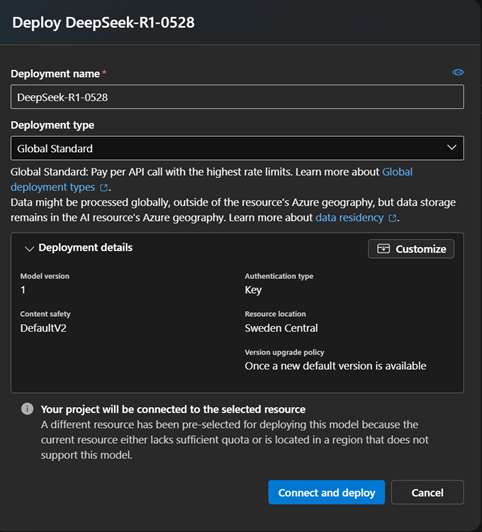 Deploy DeepSeek-R1-0528
Deployment name *
DeepSeek-R1-0528
Deployment type
Global Standard
Global Standard: Pay per API call with the highest rate limits. Learn more about Global
deployment types .
Data might be processed globally, outside of the resource's Azure geography, but data storage
remains in the AI resource's Azure geography. Learn more about data residency .
Deployment details
Customize
Model version
1
Authentication type
Key
Content safety
DefaultV2
Resource location
Sweden Central
Version upgrade policy
Once a new default version is available
Your project will be connected to the selected resource
A different resource has been pre-selected for deploying this model because the
current resource either lacks sufficient quota or is located in a region that does not
support this model.
Connect and deploy
Cancel